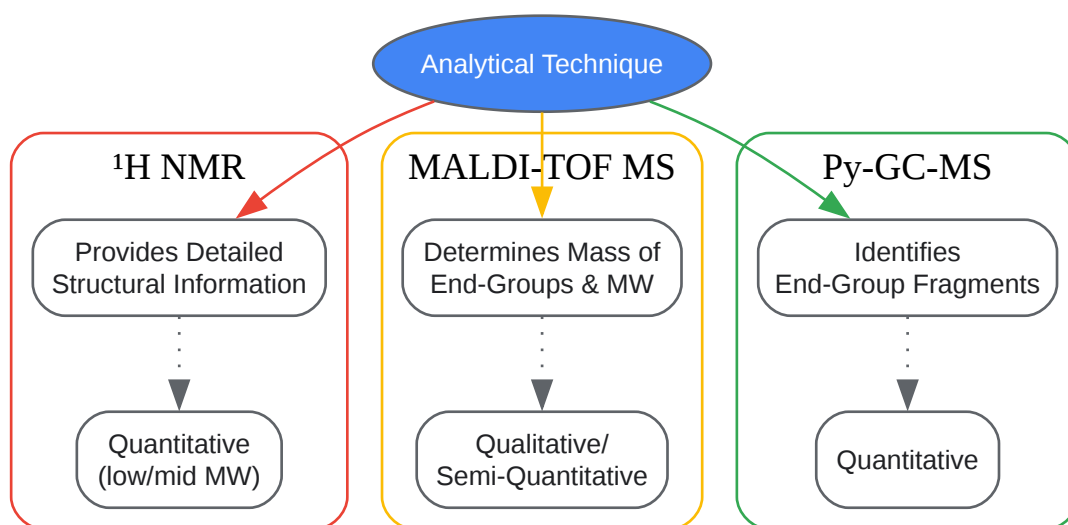 Analytical Technique
¹H NMR
Provides Detailed
Structural Information
Quantitative
(low/mid MW)
MALDI-TOF MS
Determines Mass of
End-Groups & MW
Qualitative/
Semi-Quantitative
Py-GC-MS
Identifies
End-Group Fragments
Quantitative